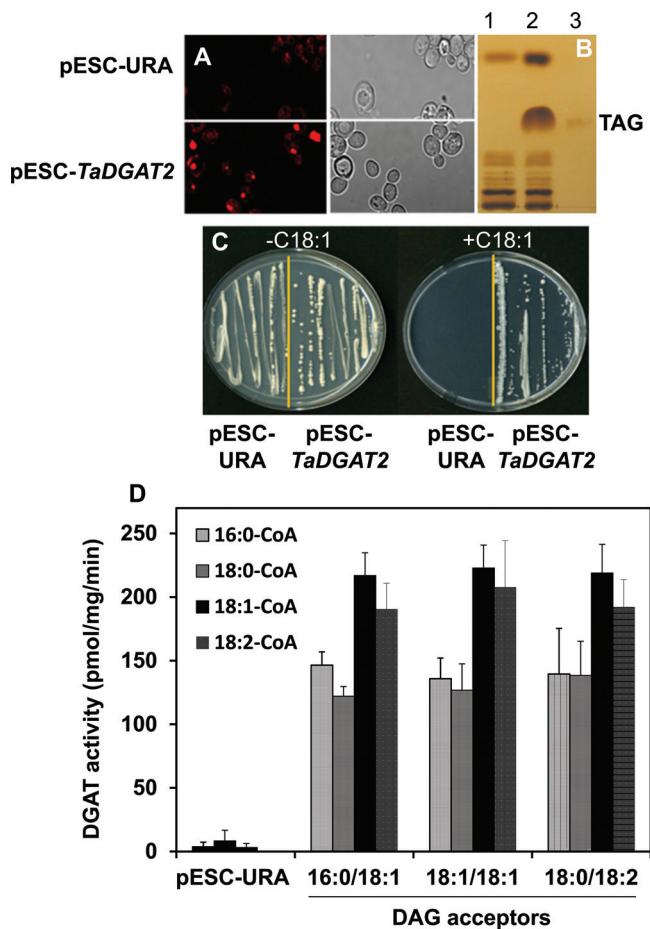 1 2 3
pESC-URA
A
B
TAG
pESC-TaDGAT2
C
-C18:1
+C18:1
pESC-
URA
pESC-
TaDGAT2
pESC-
URA
pESC-
TaDGAT2
D
DGAT activity (pmol/mg/min)
250
200
150
100
50
0
16:0-CoA
18:0-CoA
18:1-CoA
18:2-CoA
pESC-URA
16:0/18:1
18:1/18:1
18:0/18:2
DAG acceptors